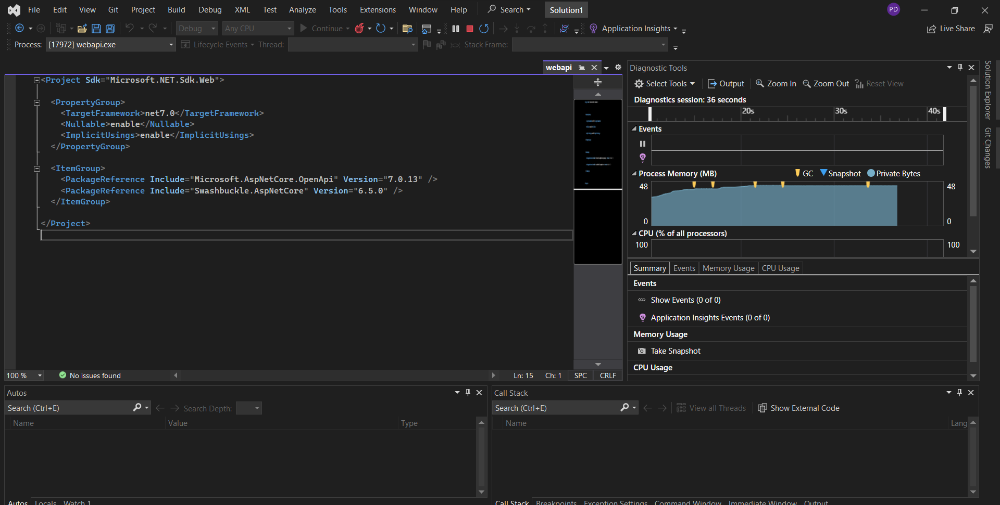 File Edit View Git Project Build Debug XML Test Analyze Tools Extensions Window Help Search Solution1 PD
Debug Any CPU Continue Application Insights Live Share
Process: [17972] webapi.exe Lifecycle Events Thread: Stack Frame:
webapi
<Project Sdk="Microsoft.NET.Sdk.Web">
<PropertyGroup>
<TargetFramework>net7.0</TargetFramework>
<Nullable>enable</Nullable>
<ImplicitUsings>enable</ImplicitUsings>
</PropertyGroup>
<ItemGroup>
<PackageReference Include="Microsoft.AspNetCore.OpenApi" Version="7.0.13" />
<PackageReference Include="Swashbuckle.AspNetCore" Version="6.5.0" />
</ItemGroup>
</Project>
100 % No issues found Ln: 15 Ch: 1 SPC CRLF
Diagnostic Tools
Select Tools Output Zoom In Zoom Out Reset View
Diagnostics session: 36 seconds
20s 30s 40s
Events
Process Memory (MB) GC Snapshot Private Bytes
48 48
0 0
CPU (% of all processors)
100 100
Summary Events Memory Usage CPU Usage
Events
Show Events (0 of 0)
Application Insights Events (0 of 0)
Memory Usage
Take Snapshot
CPU Usage
Solution Explorer
Git Changes
Autos
Search (Ctrl+E) Search Depth:
Name Value Type
Autos Locals Watch 1
Call Stack
Search (Ctrl+E) View all Threads Show External Code
Name Lang
Call Stack Breakpoints Exception Settings Command Window Immediate Window Output